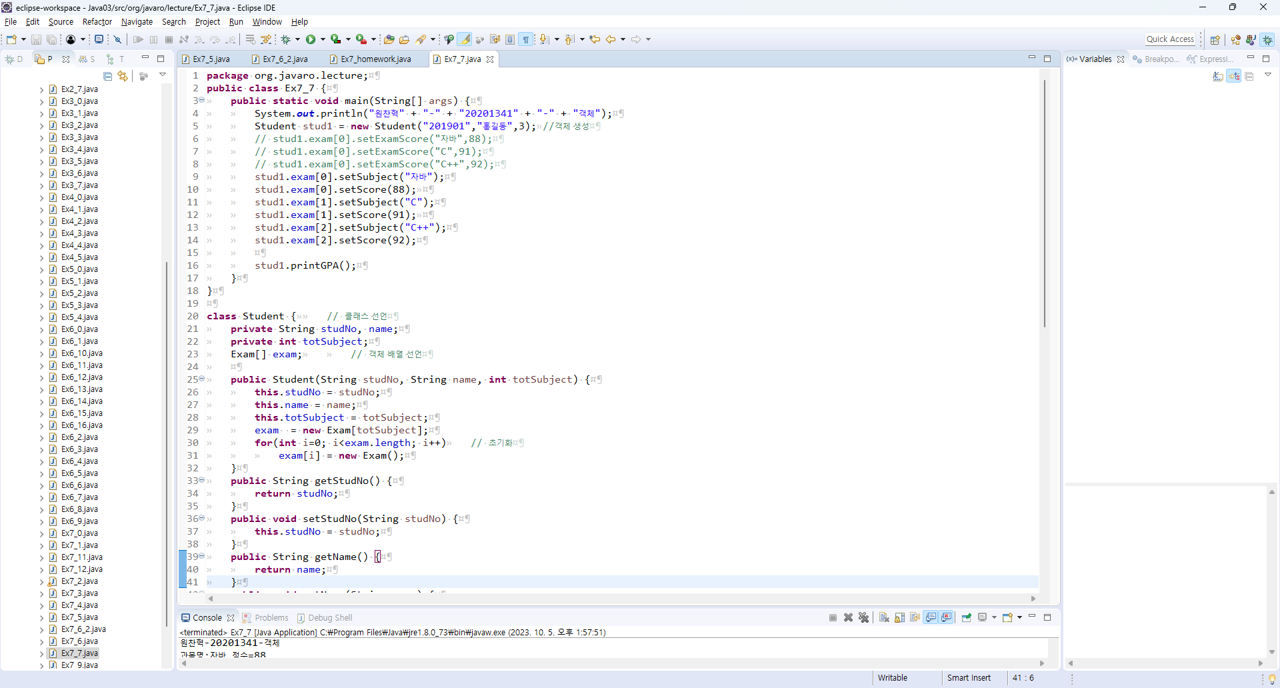 eclipse-workspace - Java03/src/org/javaro/lecture/Ex7_7.java - Eclipse IDE
File Edit Source Refactor Navigate Search Project Run Window Help
Quick Access
D P S T
Ex7_5.java Ex7_6_2.java Ex7_homework.java Ex7_7.java
Variables Breakpo... Expressi...
Ex2_7.java
Ex3_0.java
Ex3_1.java
Ex3_2.java
Ex3_3.java
Ex3_4.java
Ex3_5.java
Ex3_6.java
Ex3_7.java
Ex4_0.java
Ex4_1.java
Ex4_2.java
Ex4_3.java
Ex4_4.java
Ex4_5.java
Ex5_0.java
Ex5_1.java
Ex5_2.java
Ex5_3.java
Ex5_4.java
Ex6_0.java
Ex6_1.java
Ex6_10.java
Ex6_11.java
Ex6_12.java
Ex6_13.java
Ex6_14.java
Ex6_15.java
Ex6_16.java
Ex6_2.java
Ex6_3.java
Ex6_4.java
Ex6_5.java
Ex6_6.java
Ex6_7.java
Ex6_8.java
Ex6_9.java
Ex7_0.java
Ex7_1.java
Ex7_11.java
Ex7_12.java
Ex7_2.java
Ex7_3.java
Ex7_4.java
Ex7_5.java
Ex7_6_2.java
Ex7_6.java
Ex7_7.java
Ex7_9.java
1 package org.javaro.lecture;
2 public class Ex7_7 {
3 public static void main(String[] args) {
4 System.out.println("원찬혁" + "-" + "20201341" + "-" + "객체");
5 Student stud1 = new Student("201901","홍길동",3); //객체 생성
6 // stud1.exam[0].setExamScore("자바",88);
7 // stud1.exam[0].setExamScore("C",91);
8 // stud1.exam[0].setExamScore("C++",92);
9 stud1.exam[0].setSubject("자바");
10 stud1.exam[0].setScore(88);
11 stud1.exam[1].setSubject("C");
12 stud1.exam[1].setScore(91);
13 stud1.exam[2].setSubject("C++");
14 stud1.exam[2].setScore(92);
15
16 stud1.printGPA();
17 }
18 }
19
20 class Student { // 클래스 선언
21 private String studNo, name;
22 private int totSubject;
23 Exam[] exam; // 객체 배열 선언
24
25 public Student(String studNo, String name, int totSubject) {
26 this.studNo = studNo;
27 this.name = name;
28 this.totSubject = totSubject;
29 exam = new Exam[totSubject];
30 for(int i=0; i<exam.length; i++) // 초기화
31 exam[i] = new Exam();
32 }
33 public String getStudNo() {
34 return studNo;
35 }
36 public void setStudNo(String studNo) {
37 this.studNo = studNo;
38 }
39 public String getName() {
40 return name;
41 }
Console Problems Debug Shell
<terminated> Ex7_7 [Java Application] C:₩Program Files₩Java₩jre1.8.0_73₩bin₩javaw.exe (2023. 10. 5. 오후 1:57:51)
원찬혁-20201341-객체
과목명:자바 점수=88
Writable Smart Insert 41 : 6